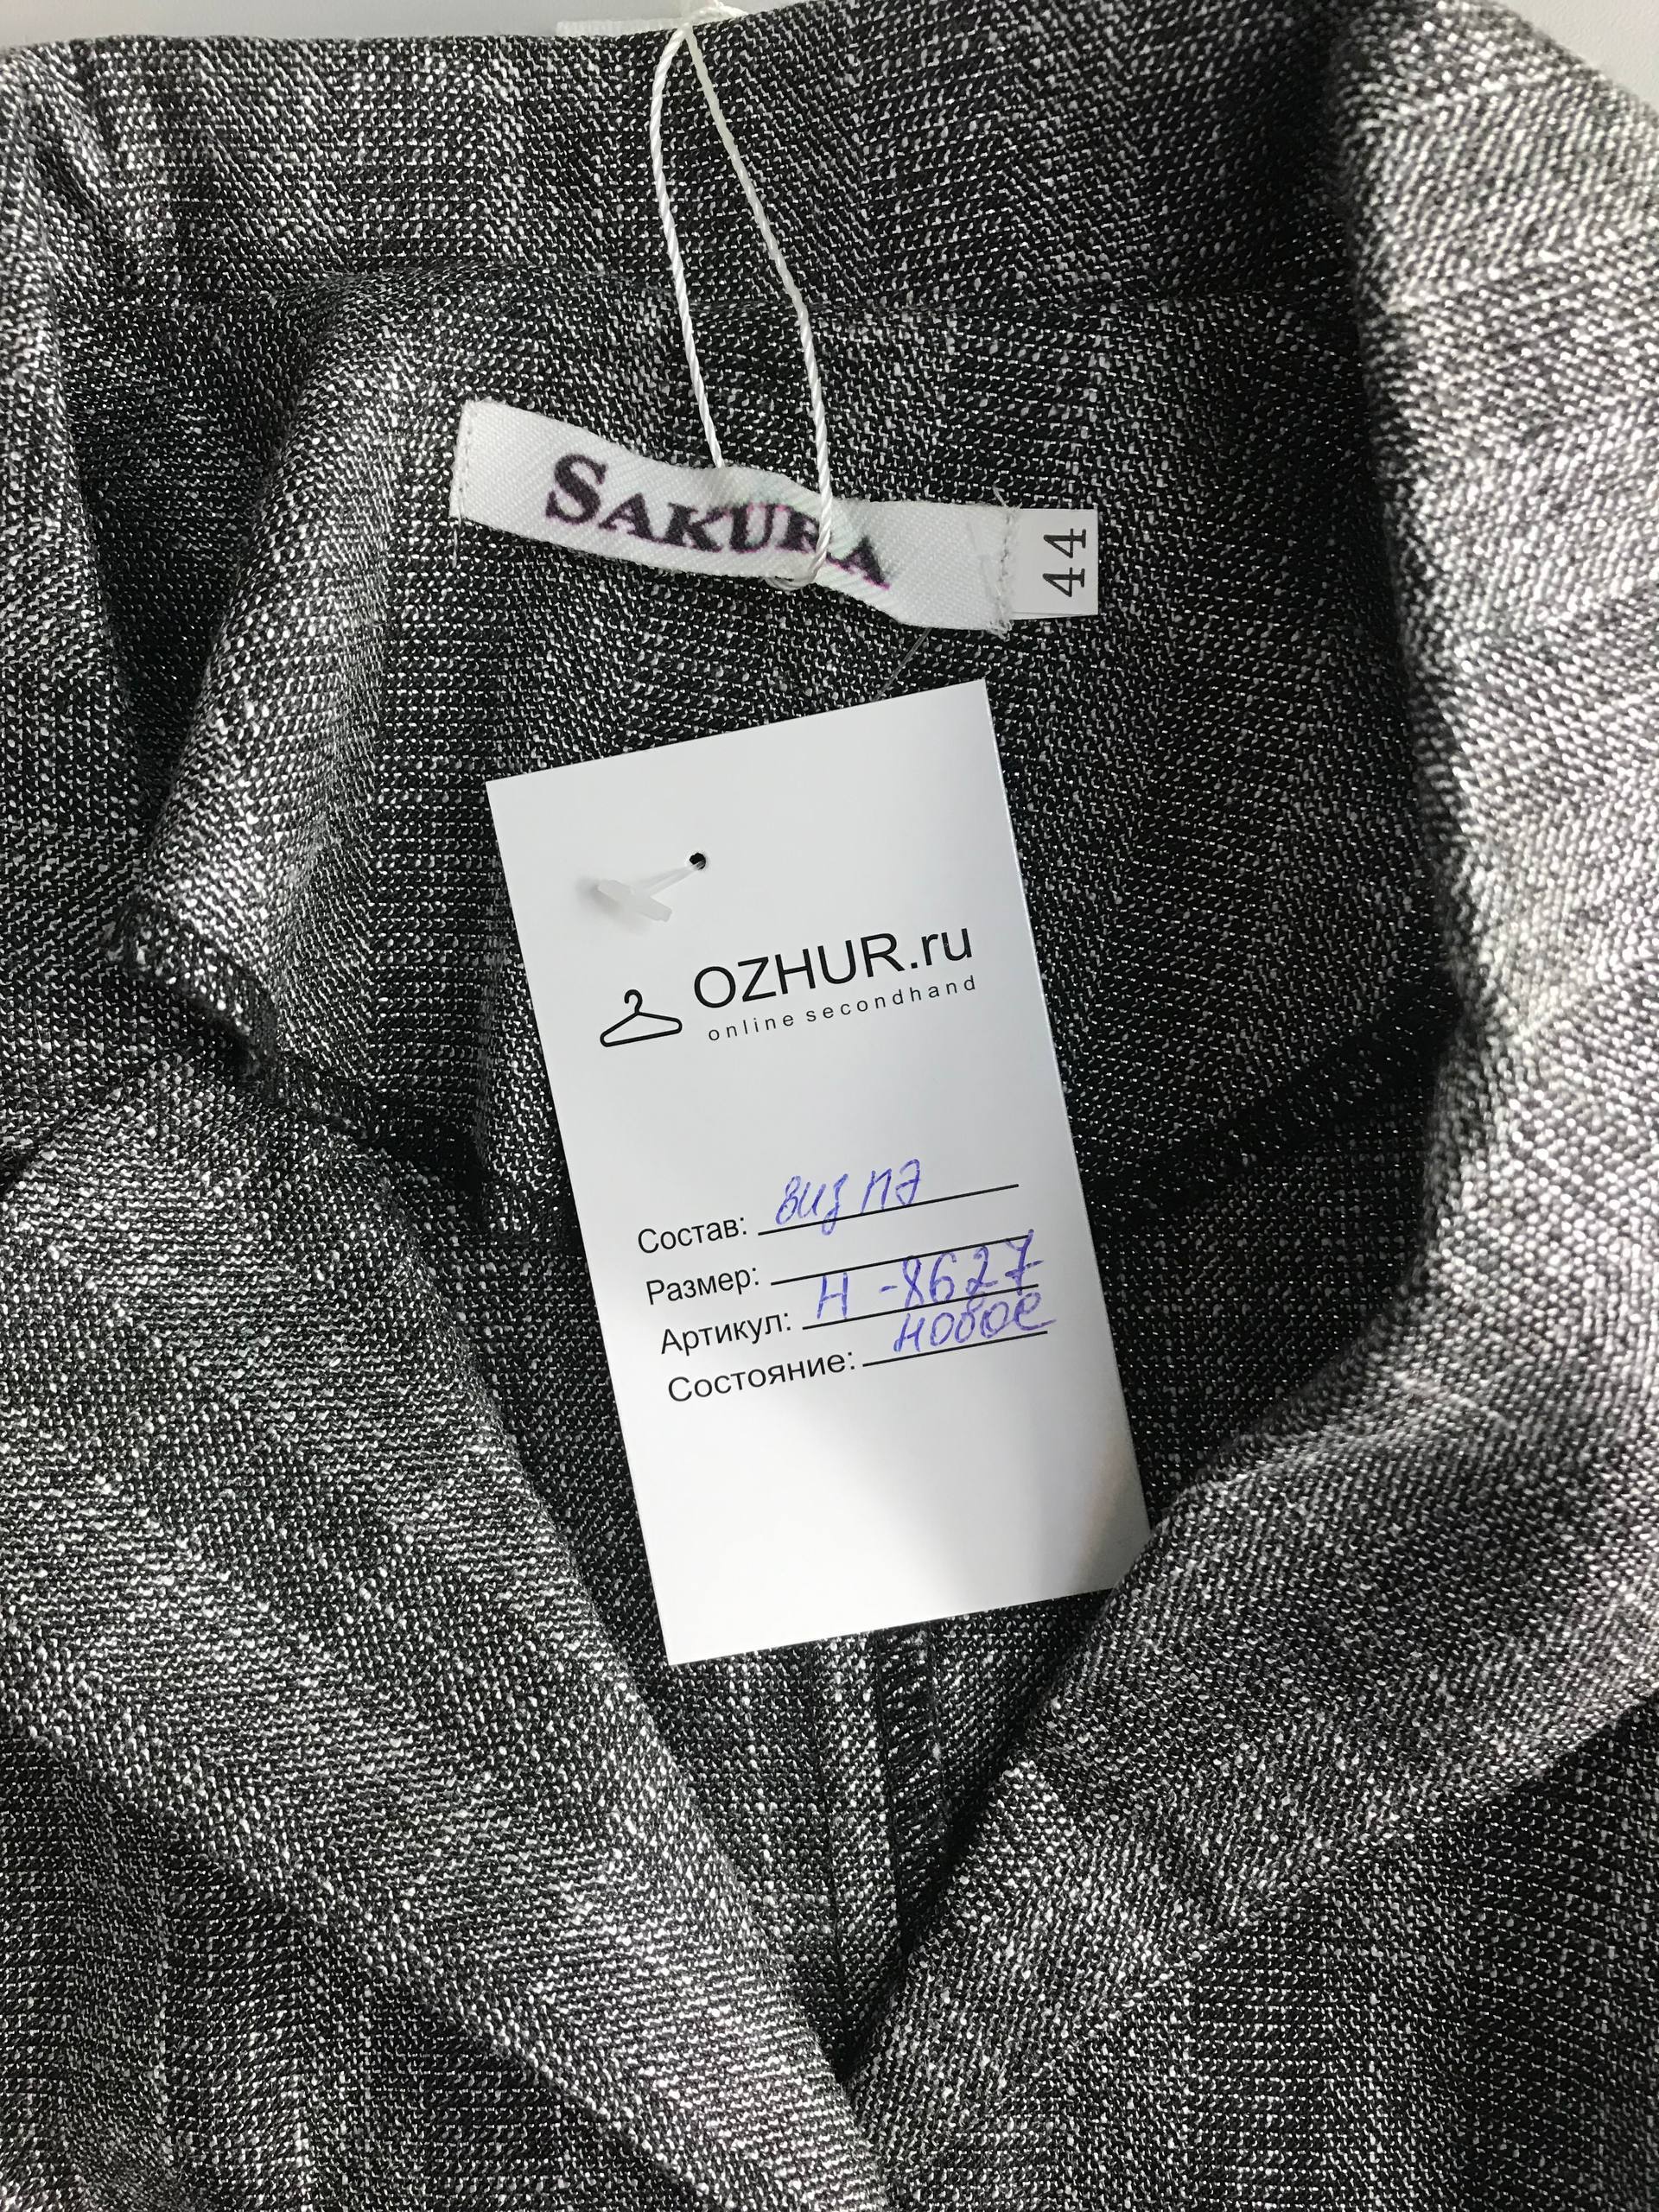 SAKURA
44
OZHUR.ru
online secondhand
Состав: виз пэ
Размер:
Артикул: Н-8627
Состояние: новое